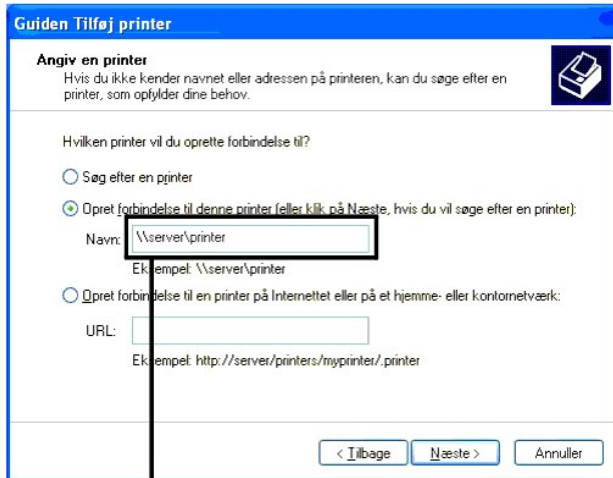 Guiden Tilføj printer
Angiv en printer
Hvis du ikke kender navnet eller adressen på printeren, kan du søge efter en
printer, som opfylder dine behov.
Hvilken printer vil du oprette forbindelse til?
Søg efter en printer
Opret forbindelse til denne printer (eller klik på Næste, hvis du vil søge efter en printer):
Navn: \\server\printer
Eksempel: \\server\printer
Opret forbindelse til en printer på Internettet eller på et hjemme- eller kontornetværk:
URL:
Eksempel: http://server/printers/myprinter/.printer
< Tilbage Næste > Annuller